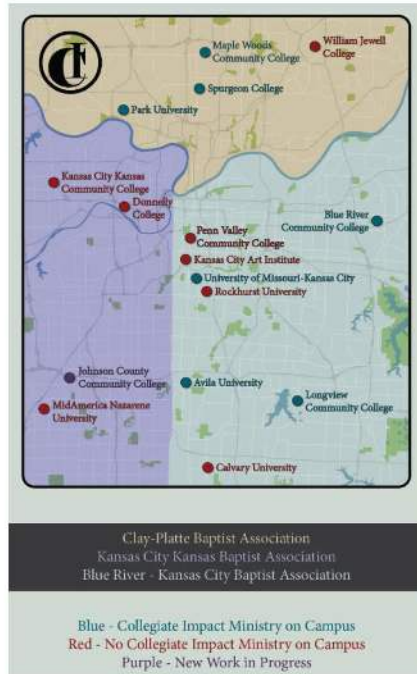 Maple Woods
Community College
William Jewell
College
Spurgeon College
Park University
Kansas City Kansas
Community College
Donnelly
College
Blue River
Community College
Penn Valley
Community College
Kansas City Art Institute
University of Missouri-Kansas City
Rockhurst University
Johnson County
Community College
Avila University
MidAmerica Nazarene
University
Longview
Community College
Calvary University
Clay-Platte Baptist Association
Kansas City Kansas Baptist Association
Blue River - Kansas City Baptist Association
Blue - Collegiate Impact Ministry on Campus
Red - No Collegiate Impact Ministry on Campus
Purple - New Work in Progress